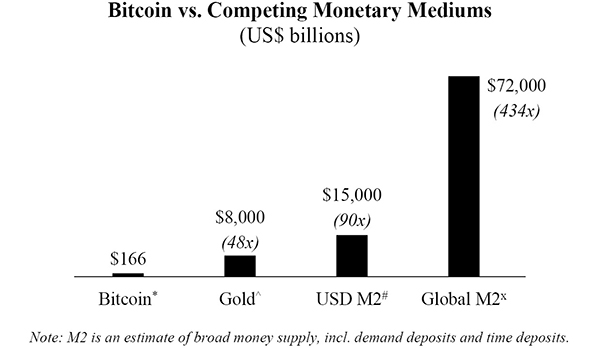 Bitcoin vs. Competing Monetary Mediums
(US$ billions)
$72,000
(434x)
$15,000
(90x)
$8,000
(48x)
$166
Bitcoin* Gold^ USD M2# Global M2x
Note: M2 is an estimate of broad money supply, incl. demand deposits and time deposits.